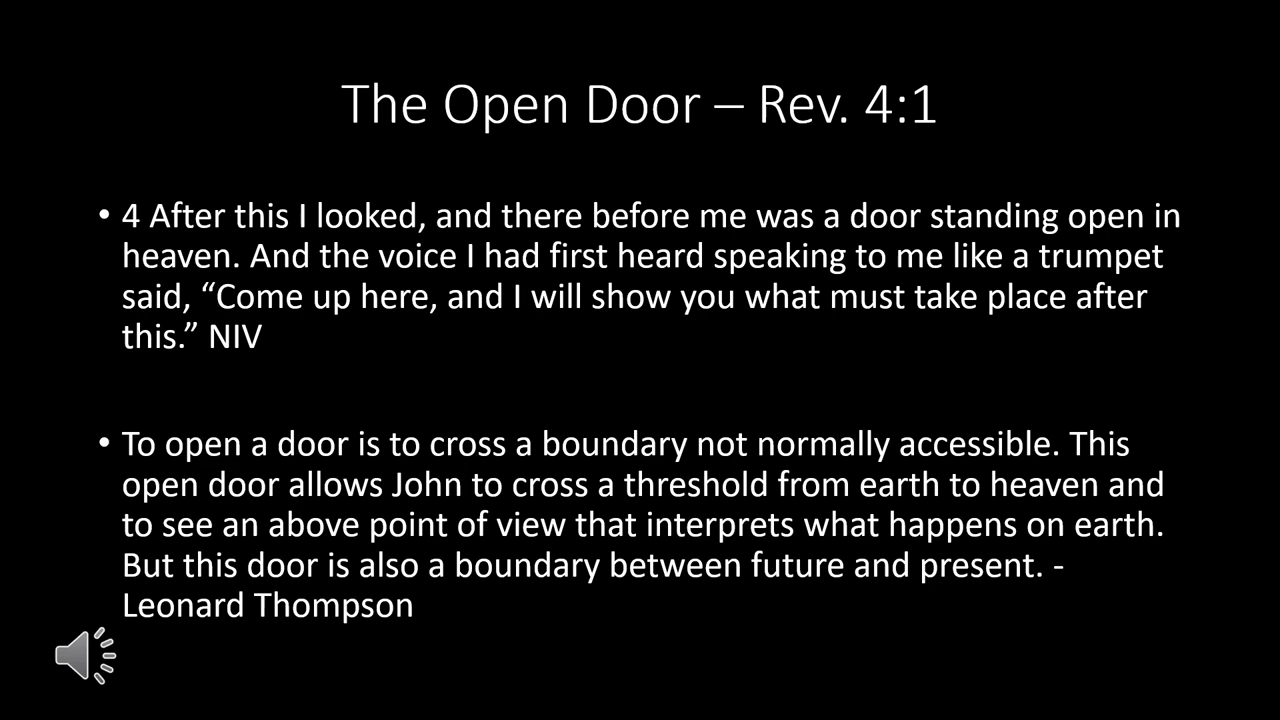 The Open Door – Rev. 4:1
• 4 After this I looked, and there before me was a door standing open in
heaven. And the voice I had first heard speaking to me like a trumpet
said, “Come up here, and I will show you what must take place after
this.” NIV
• To open a door is to cross a boundary not normally accessible. This
open door allows John to cross a threshold from earth to heaven and
to see an above point of view that interprets what happens on earth.
But this door is also a boundary between future and present. -
Leonard Thompson